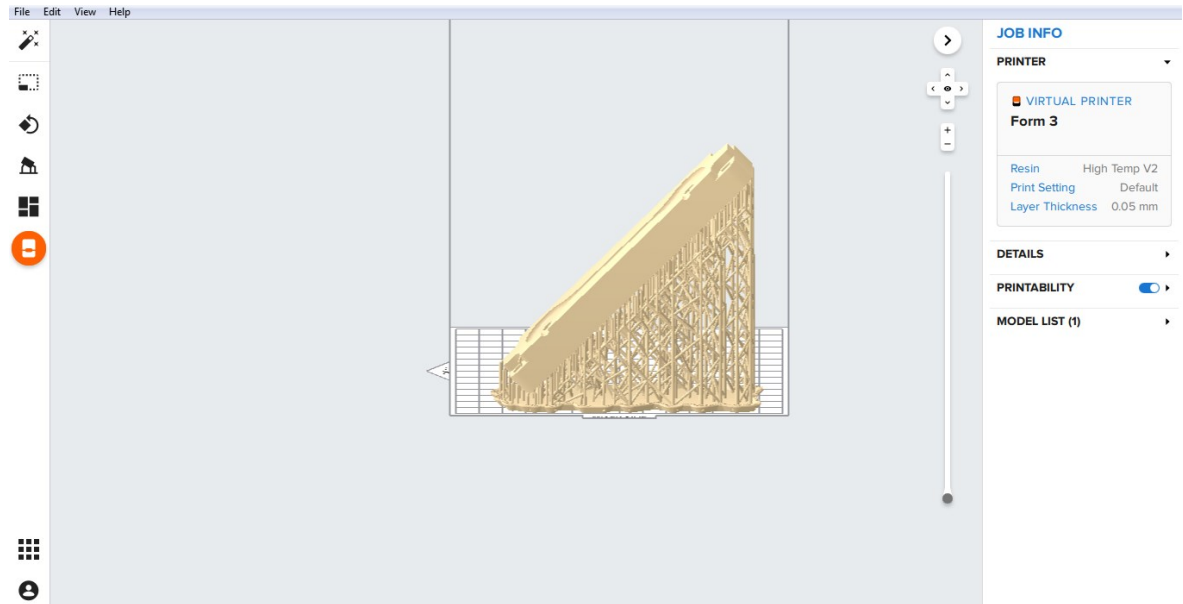 File Edit View Help
JOB INFO
PRINTER
VIRTUAL PRINTER
Form 3
Resin High Temp V2
Print Setting Default
Layer Thickness 0.05 mm
DETAILS
PRINTABILITY
MODEL LIST (1)